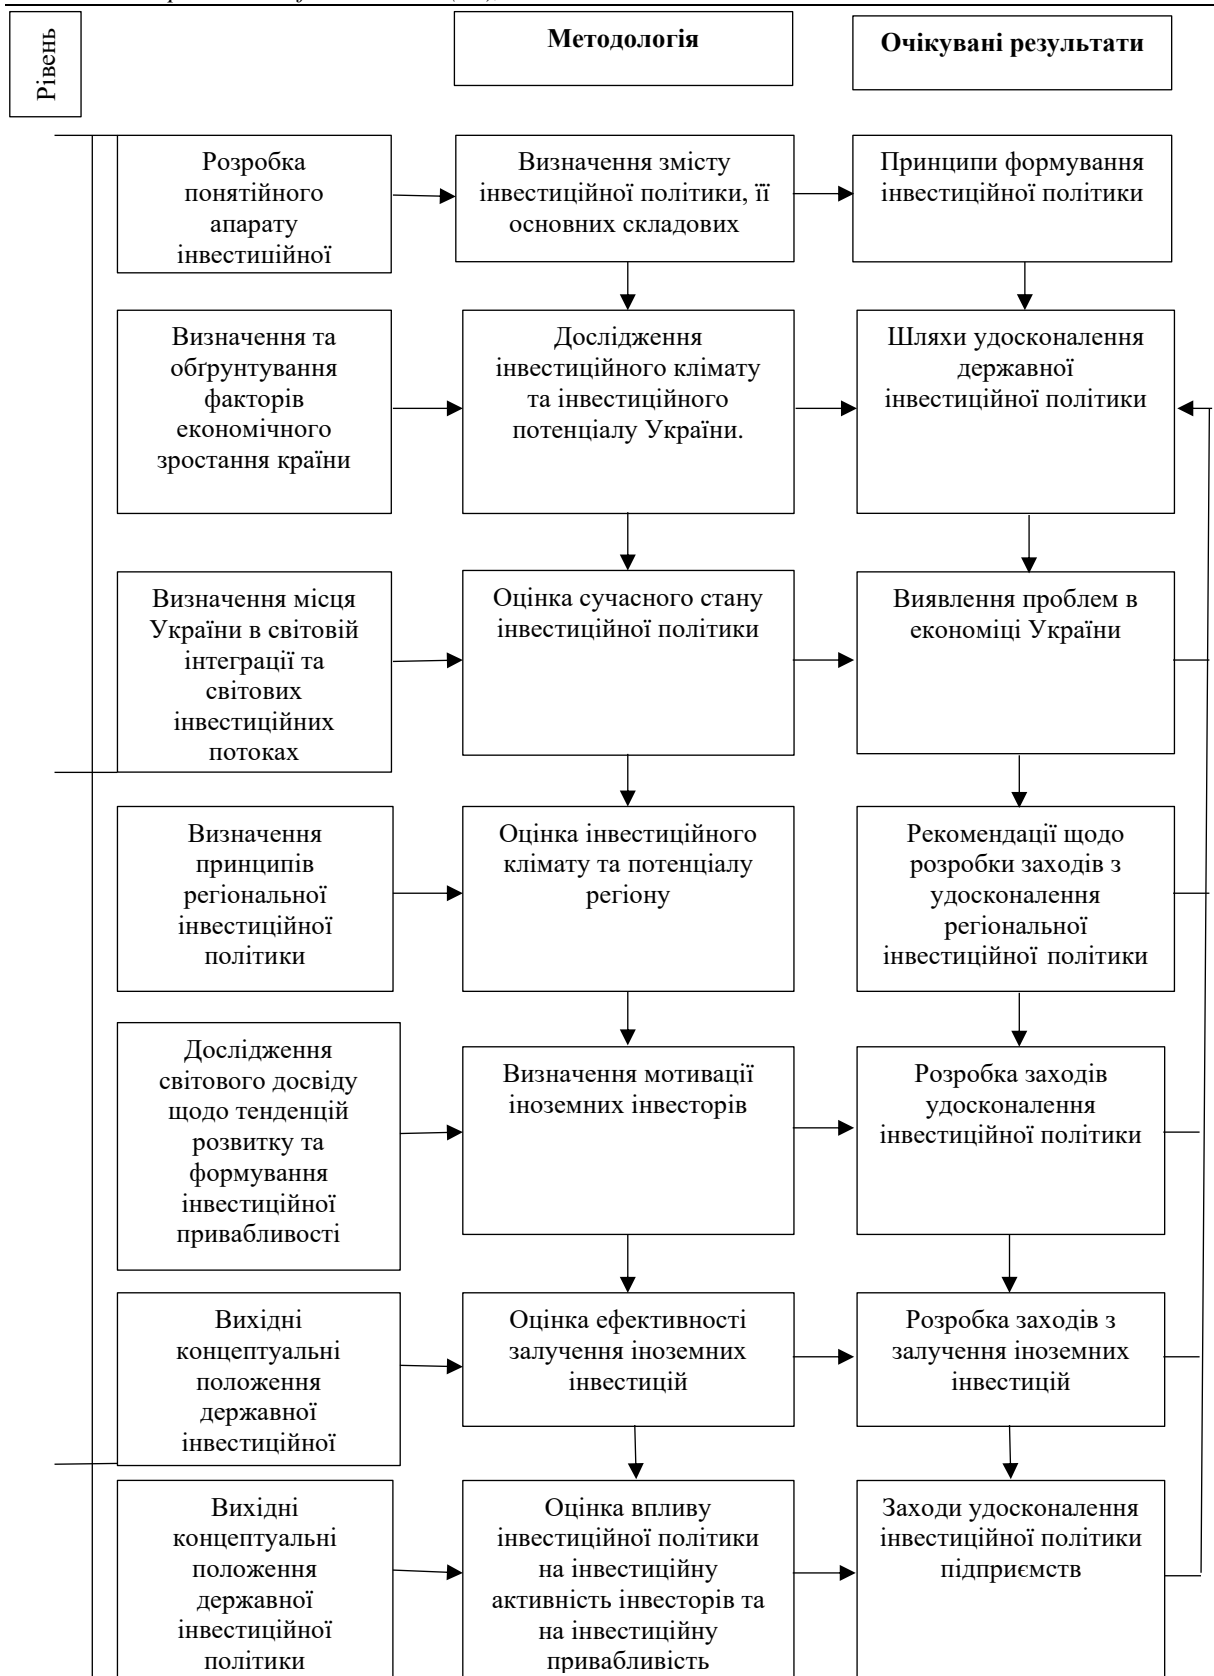 Рівень
Методологія
Очікувані результати
Розробка
понятійного
апарату
інвестиційної
Визначення змісту
інвестиційної політики, її
основних складових
Принципи формування
інвестиційної політики
Визначення та
обґрунтування
факторів
економічного
зростання країни
Дослідження
інвестиційного клімату
та інвестиційного
потенціалу України.
Шляхи удосконалення
державної
інвестиційної політики
Визначення місця
України в світовій
інтеграції та
світових
інвестиційних
потоках
Оцінка сучасного стану
інвестиційної політики
Виявлення проблем в
економіці України
Визначення
принципів
регіональної
інвестиційної
політики
Оцінка інвестиційного
клімату та потенціалу
регіону
Рекомендації щодо
розробки заходів з
удосконалення
регіональної
інвестиційної політики
Дослідження
світового досвіду
щодо тенденцій
розвитку та
формування
інвестиційної
привабливості
Визначення мотивації
іноземних інвесторів
Розробка заходів
удосконалення
інвестиційної політики
Вихідні
концептуальні
положення
державної
інвестиційної
Оцінка ефективності
залучення іноземних
інвестицій
Розробка заходів з
залучення іноземних
інвестицій
Вихідні
концептуальні
положення
державної
інвестиційної
політики
Оцінка впливу
інвестиційної політики
на інвестиційну
активність інвесторів та
на інвестиційну
привабливість
Заходи удосконалення
інвестиційної політики
підприємств